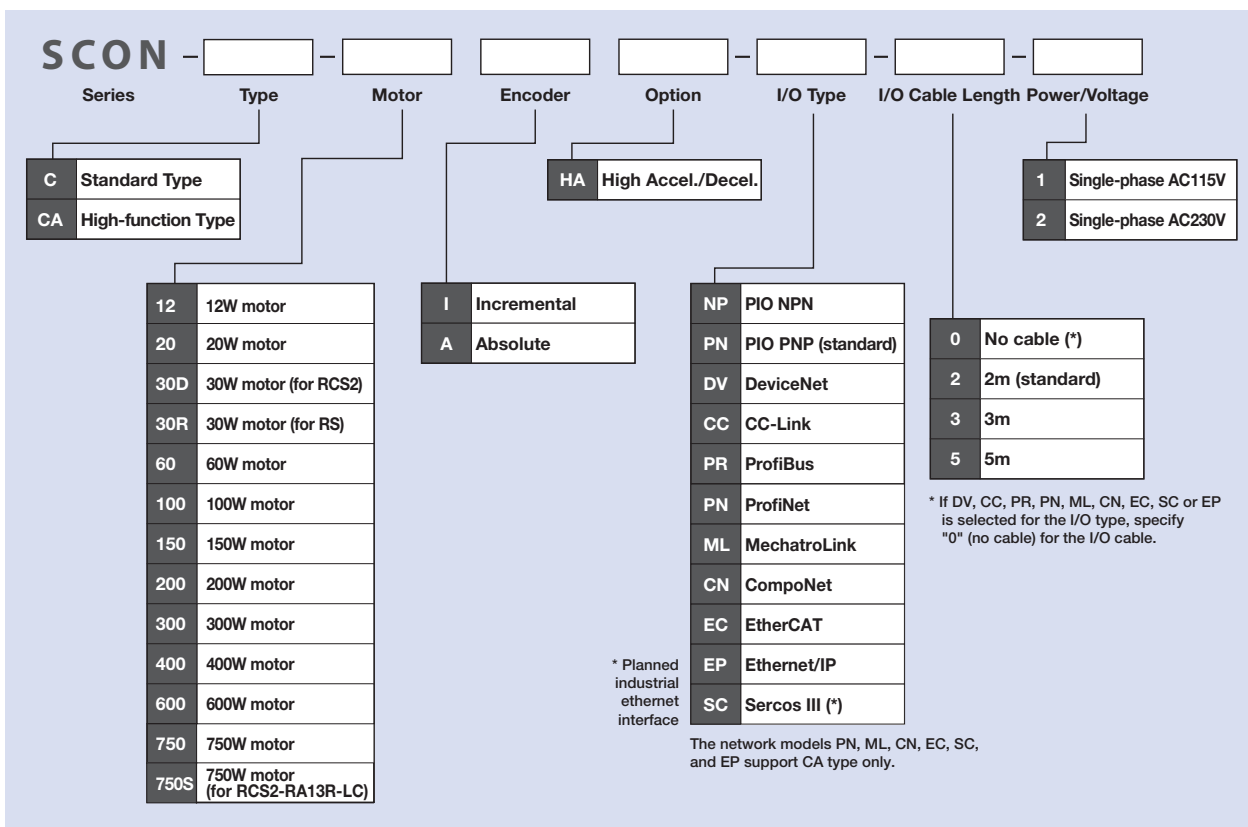 SCON -
- - - -
Series Type Motor Encoder Option I/O Type I/O Cable Length Power/Voltage
C Standard Type
CA High-function Type
HA High Accel./Decel.
1 Single-phase AC115V
2 Single-phase AC230V
12 12W motor
20 20W motor
30D 30W motor (for RCS2)
30R 30W motor (for RS)
60 60W motor
100 100W motor
150 150W motor
200 200W motor
300 300W motor
400 400W motor
600 600W motor
750 750W motor
750S 750W motor
(for RCS2-RA13R-LC)
I Incremental
A Absolute
NP PIO NPN
PN PIO PNP (standard)
DV DeviceNet
CC CC-Link
PR ProfiBus
PN ProfiNet
ML MechatroLink
CN CompoNet
EC EtherCAT
EP Ethernet/IP
SC Sercos III (*)
* Planned
industrial
ethernet
interface
The network models PN, ML, CN, EC, SC,
and EP support CA type only.
0 No cable (*)
2 2m (standard)
3 3m
5 5m
* If DV, CC, PR, PN, ML, CN, EC, SC or EP
is selected for the I/O type, specify
"0" (no cable) for the I/O cable.